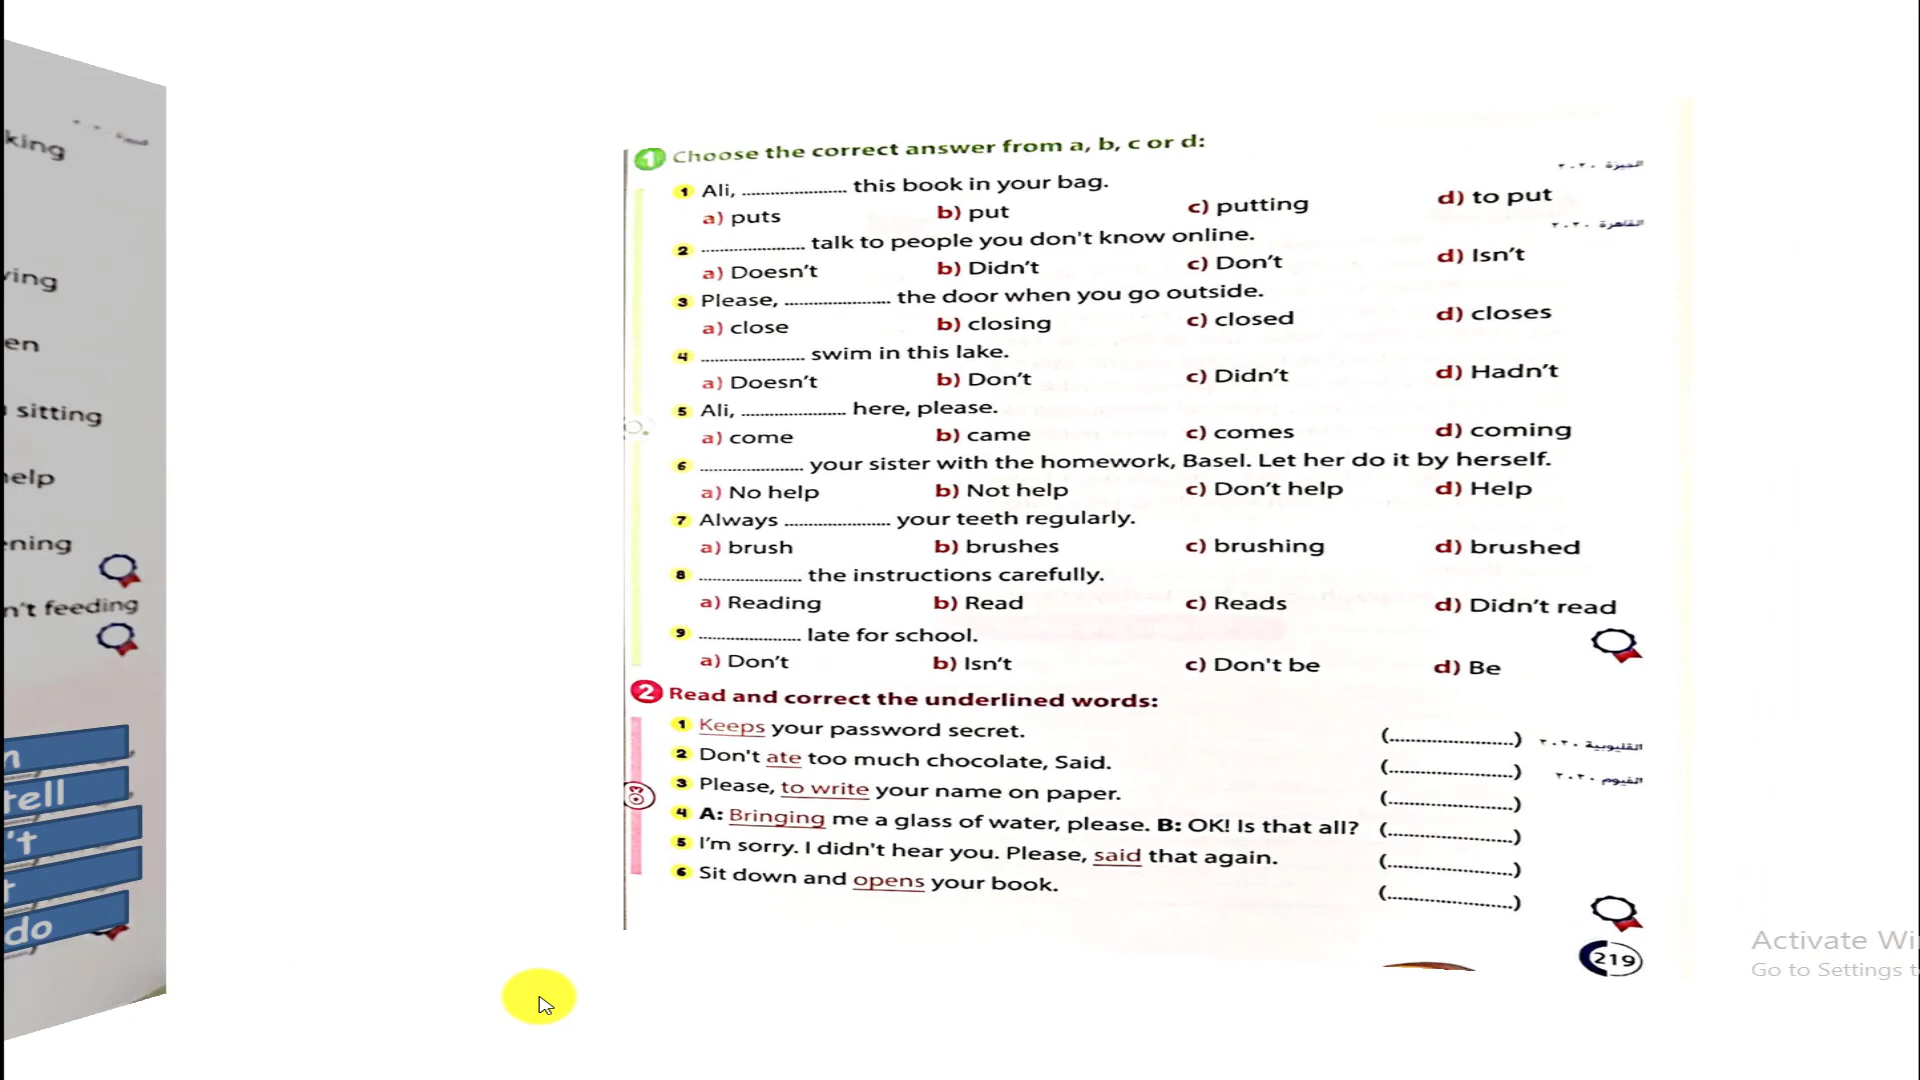 king
ving
en
sitting
help
ening
n't feeding
n
tell
't
t
do
1 Choose the correct answer from a, b, c or d:
1 Ali, .................... this book in your bag. الجيزة ٢٠٢٠
a) puts b) put c) putting d) to put
2 .................... talk to people you don't know online. القاهرة ٢٠٢٠
a) Doesn't b) Didn't c) Don't d) Isn't
3 Please, .................... the door when you go outside.
a) close b) closing c) closed d) closes
4 .................... swim in this lake.
a) Doesn't b) Don't c) Didn't d) Hadn't
5 Ali, .................... here, please.
a) come b) came c) comes d) coming
6 .................... your sister with the homework, Basel. Let her do it by herself.
a) No help b) Not help c) Don't help d) Help
7 Always .................... your teeth regularly.
a) brush b) brushes c) brushing d) brushed
8 .................... the instructions carefully.
a) Reading b) Read c) Reads d) Didn't read
9 .................... late for school.
a) Don't b) Isn't c) Don't be d) Be
2 Read and correct the underlined words:
1 Keeps your password secret. (......................) القليوبية ٢٠٢٠
2 Don't ate too much chocolate, Said. (......................) الفيوم ٢٠٢٠
3 Please, to write your name on paper. (......................)
4 A: Bringing me a glass of water, please. B: OK! Is that all? (......................)
5 I'm sorry. I didn't hear you. Please, said that again. (......................)
6 Sit down and opens your book. (......................)
219
Activate Wi
Go to Settings t